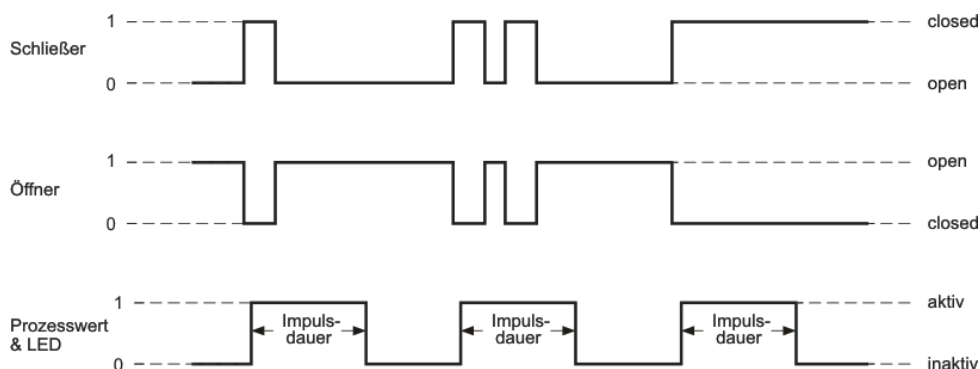 1
closed
Schließer
0
open
1
open
Öffner
0
closed
1
aktiv
Prozesswert
& LED
Impuls-
dauer
Impuls-
dauer
Impuls-
dauer
0
inaktiv